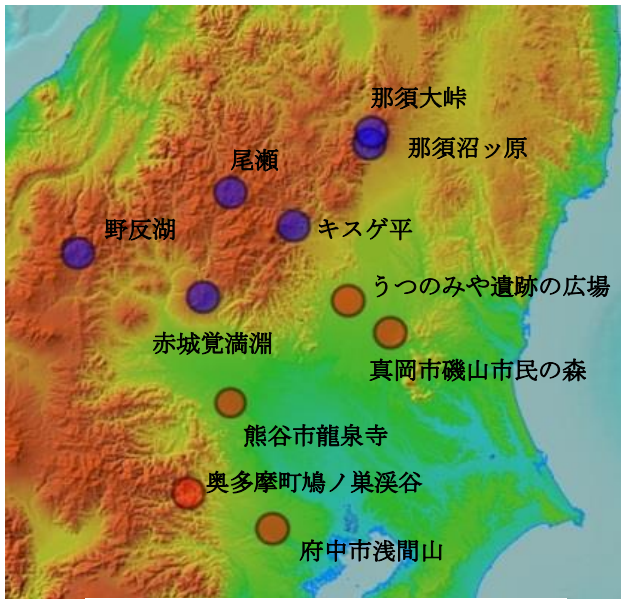 那須大峠
那須沼ッ原
尾瀬
野反湖
キスゲ平
うつのみや遺跡の広場
赤城覚満淵
真岡市磯山市民の森
熊谷市龍泉寺
奥多摩町鳩ノ巣渓谷
府中市浅間山